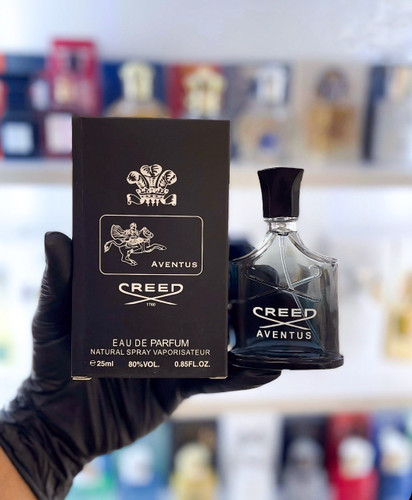 AVENTUS
CREED
1760
EAU DE PARFUM
NATURAL SPRAY VAPORISATEUR
℮25ml 80%VOL. 0.85FL.OZ.
CREED
AVENTUS